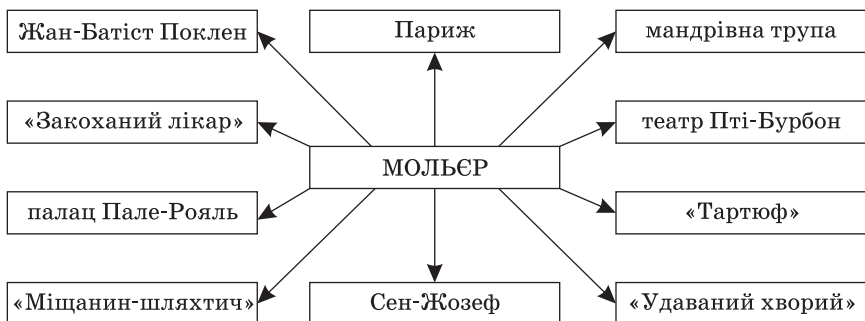 Жан-Батіст Поклен
Париж
мандрівна трупа
«Закоханий лікар»
театр Пті-Бурбон
МОЛЬЄР
палац Пале-Рояль
«Тартюф»
«Міщанин-шляхтич»
Сен-Жозеф
«Удаваний хворий»